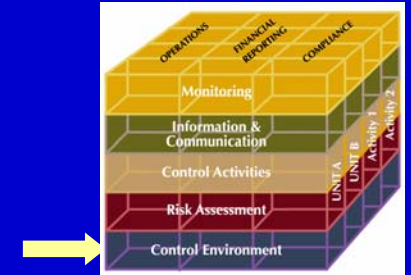 OPERATIONS
FINANCIAL
REPORTING
COMPLIANCE
Monitoring
Information &
Communication
Control Activities
Risk Assessment
Control Environment
UNIT A
UNIT B
Activity 1
Activity 2